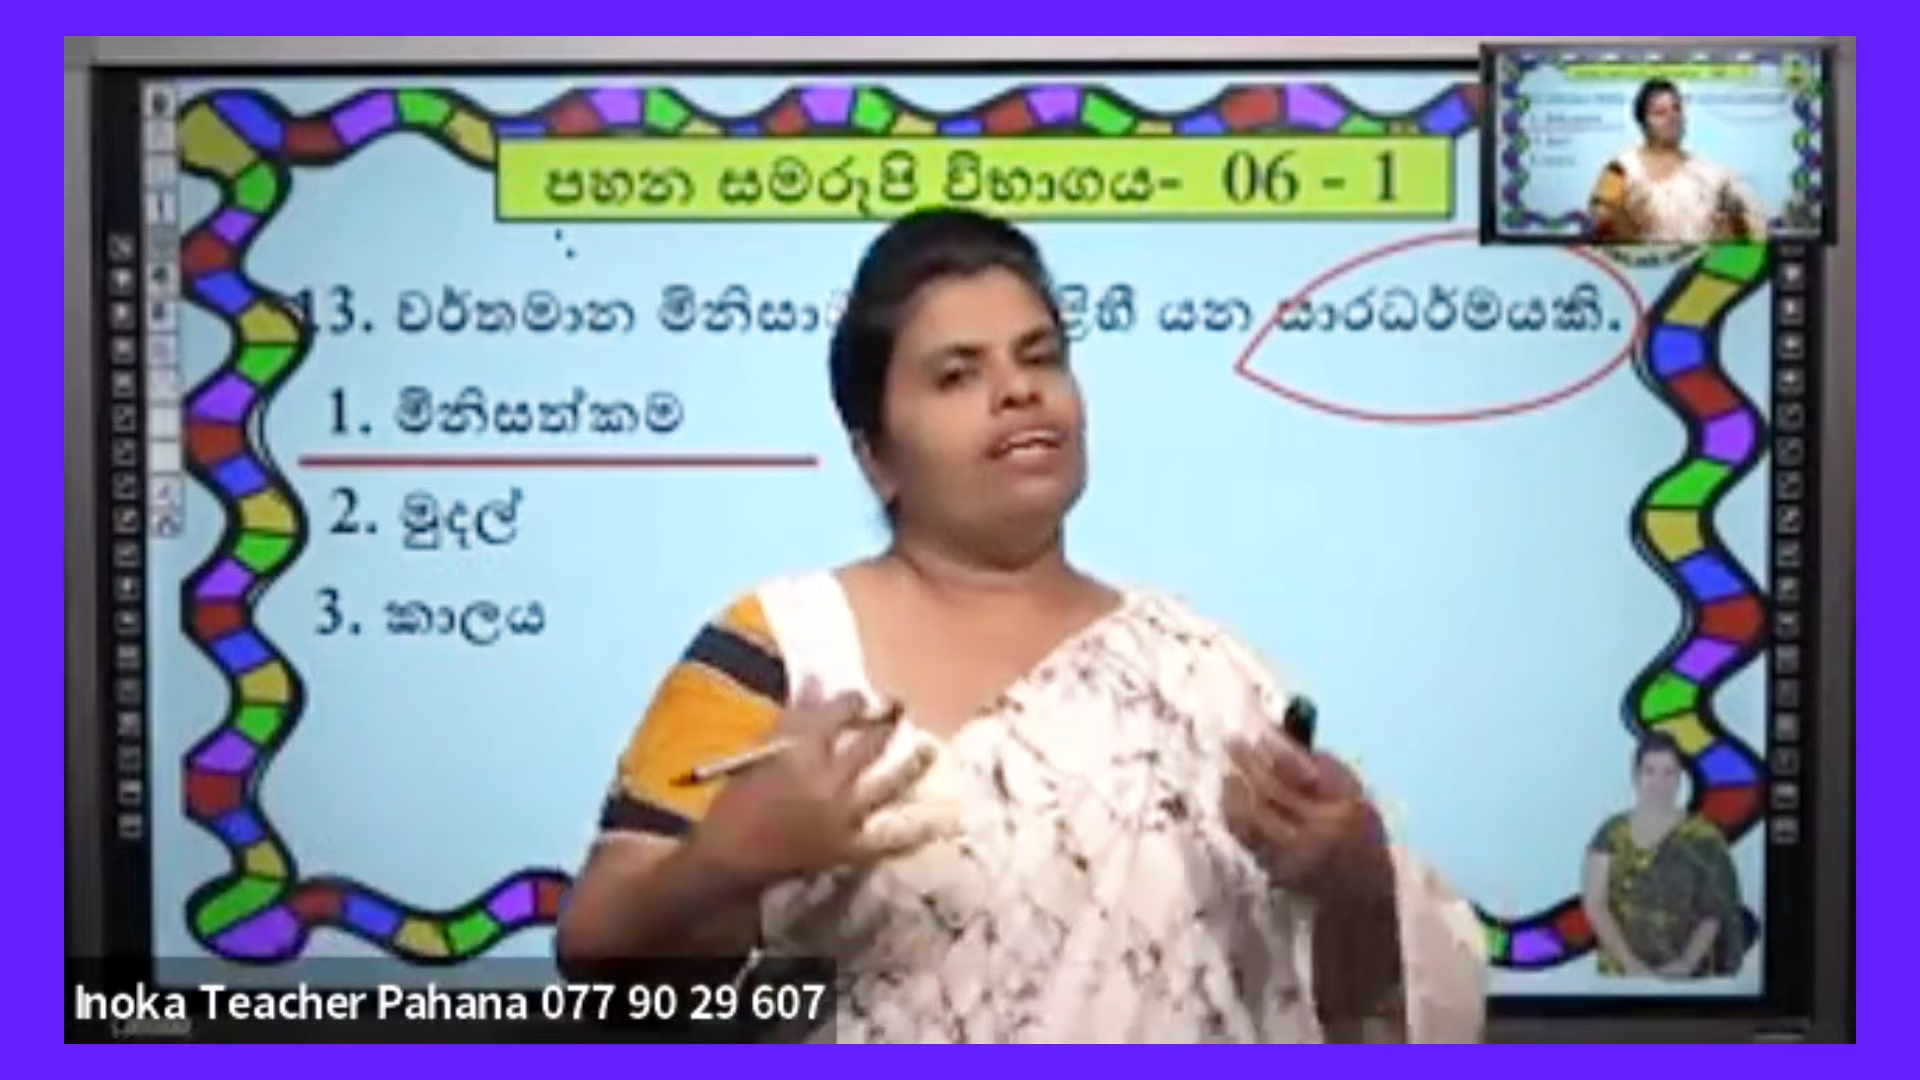 පහන සමරූපි විභාගය- 06 - 1
13. වර්තමාන මිනිසා යන සාරධර්මයකි.
1. මිනිසත්කම
2. මුදල්
3. කාලය
Inoka Teacher Pahana 077 90 29 607